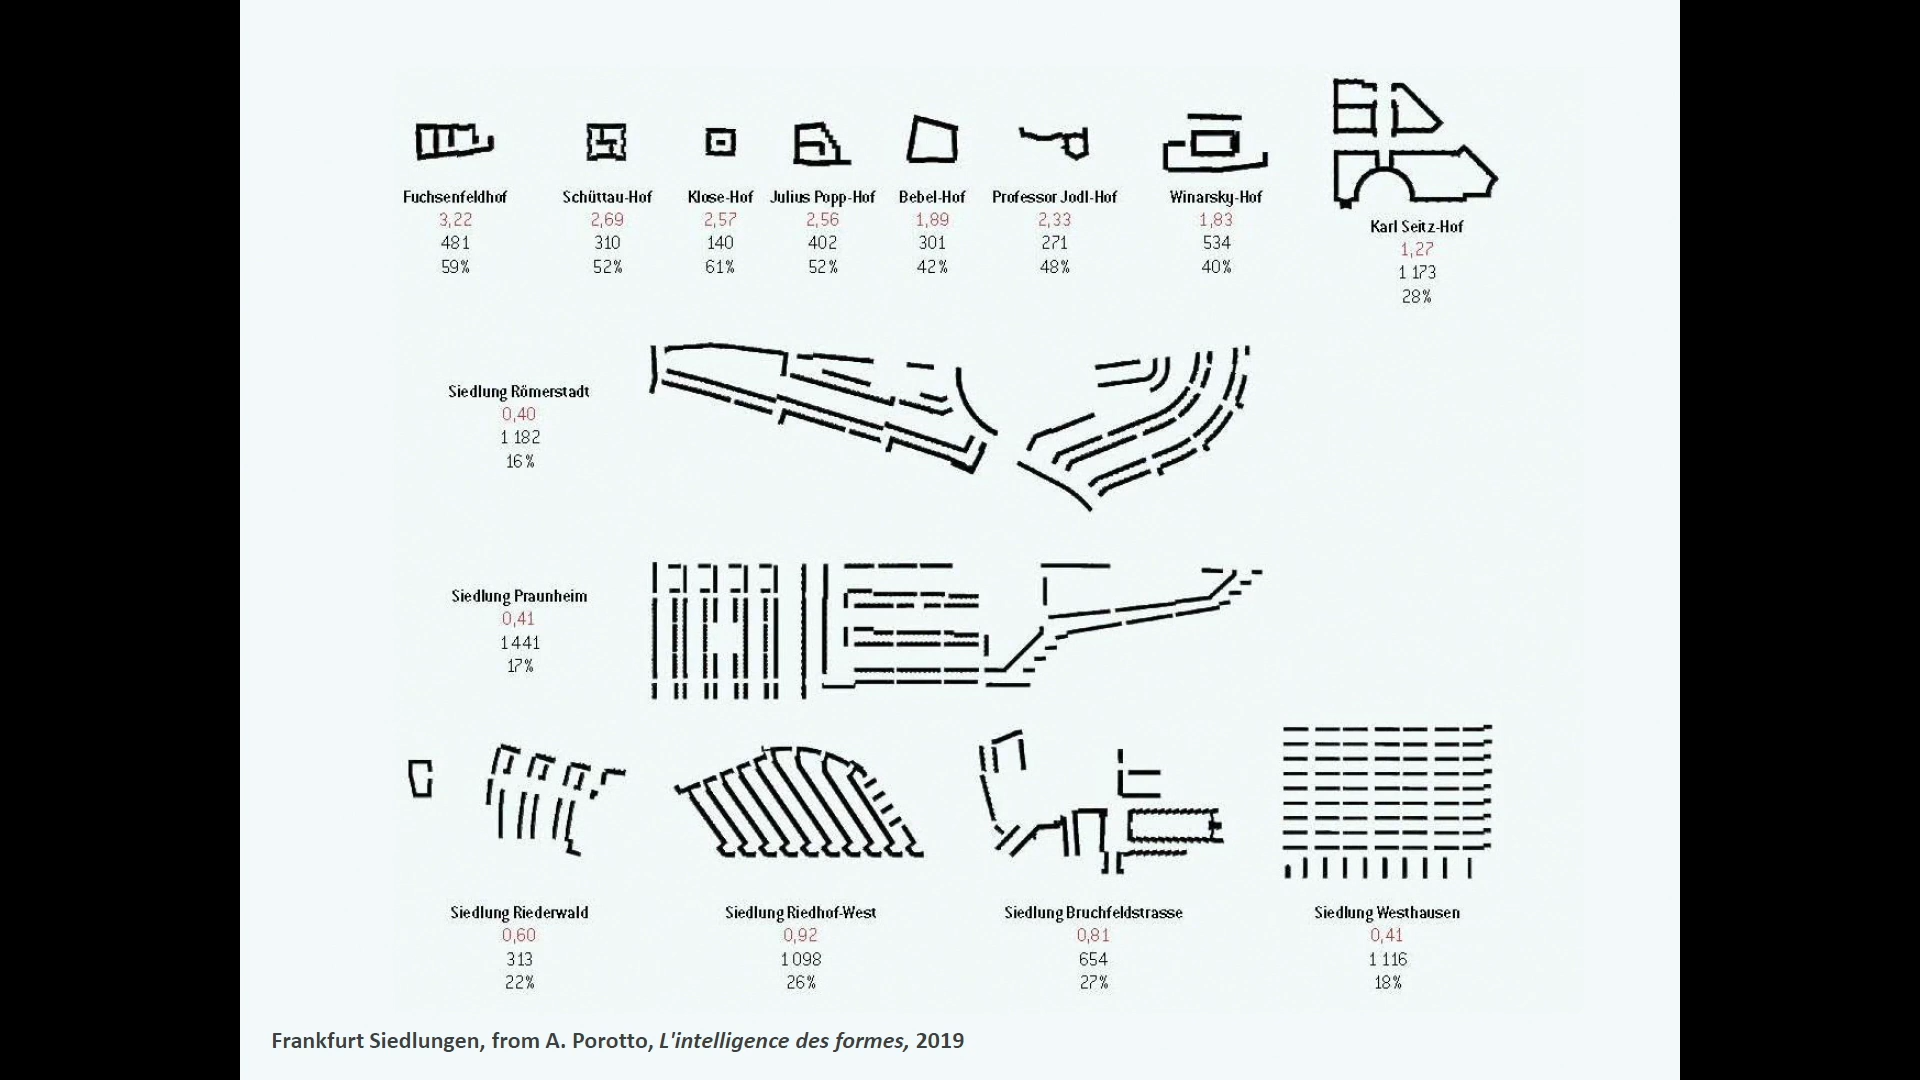 Fuchsenfeldhof
3,22
481
59%
Schüttau-Hof
2,69
310
52%
Klose-Hof
2,57
140
61%
Julius Popp-Hof
2,56
402
52%
Bebel-Hof
1,89
301
42%
Professor Jodl-Hof
2,33
271
48%
Winarsky-Hof
1,83
534
40%
Karl Seitz-Hof
1,27
1 173
28%
Siedlung Römerstadt
0,40
1 182
16%
Siedlung Praunheim
0,41
1 441
17%
Siedlung Riederwald
0,60
313
22%
Siedlung Riedhof-West
0,92
1 098
26%
Siedlung Bruchfeldstrasse
0,81
654
27%
Siedlung Westhausen
0,41
1 116
18%
Frankfurt Siedlungen, from A. Porotto, L'intelligence des formes, 2019